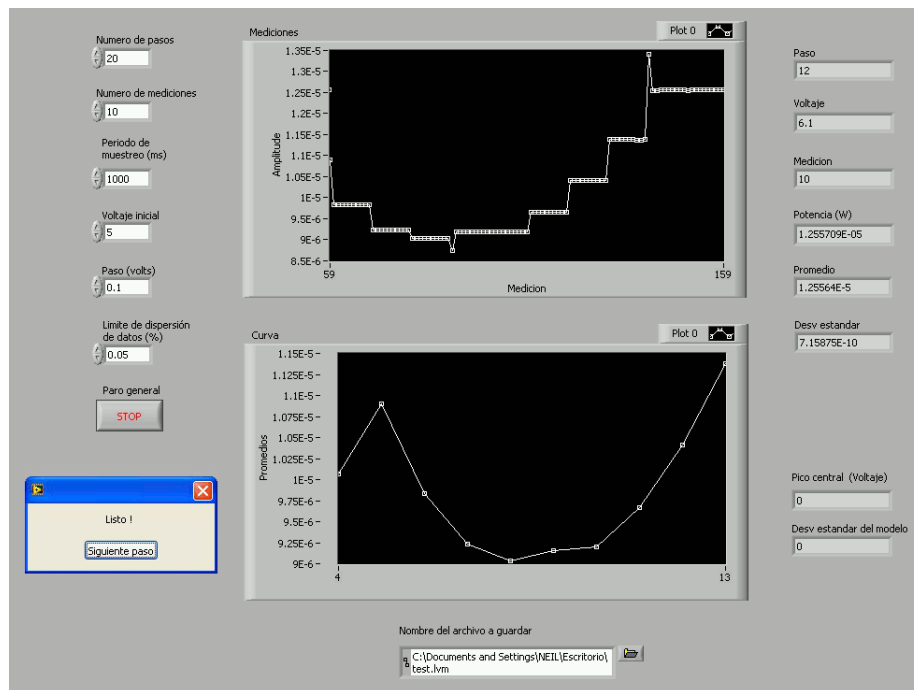 Numero de pasos
20
Numero de mediciones
10
Periodo de
muestreo (ms)
1000
Voltaje inicial
5
Paso (volts)
0.1
Limite de dispersión
de datos (%)
0.05
Paro general
STOP
Listo !
Siguiente paso
Mediciones
Plot 0
1.35E-5
1.3E-5
1.25E-5
1.2E-5
1.15E-5
1.1E-5
1.05E-5
1E-5
9.5E-6
9E-6
8.5E-6
Amplitude
59
159
Medicion
Curva
Plot 0
1.15E-5
1.125E-5
1.1E-5
1.075E-5
1.05E-5
1.025E-5
1E-5
9.75E-6
9.5E-6
9.25E-6
9E-6
Promedios
4
13
Nombre del archivo a guardar
C:\Documents and Settings\NEIL\Escritorio\
test.lvm
Paso
12
Voltaje
6.1
Medicion
10
Potencia (W)
1.255709E-05
Promedio
1.25564E-5
Desv estandar
7.15875E-10
Pico central (Voltaje)
0
Desv estandar del modelo
0